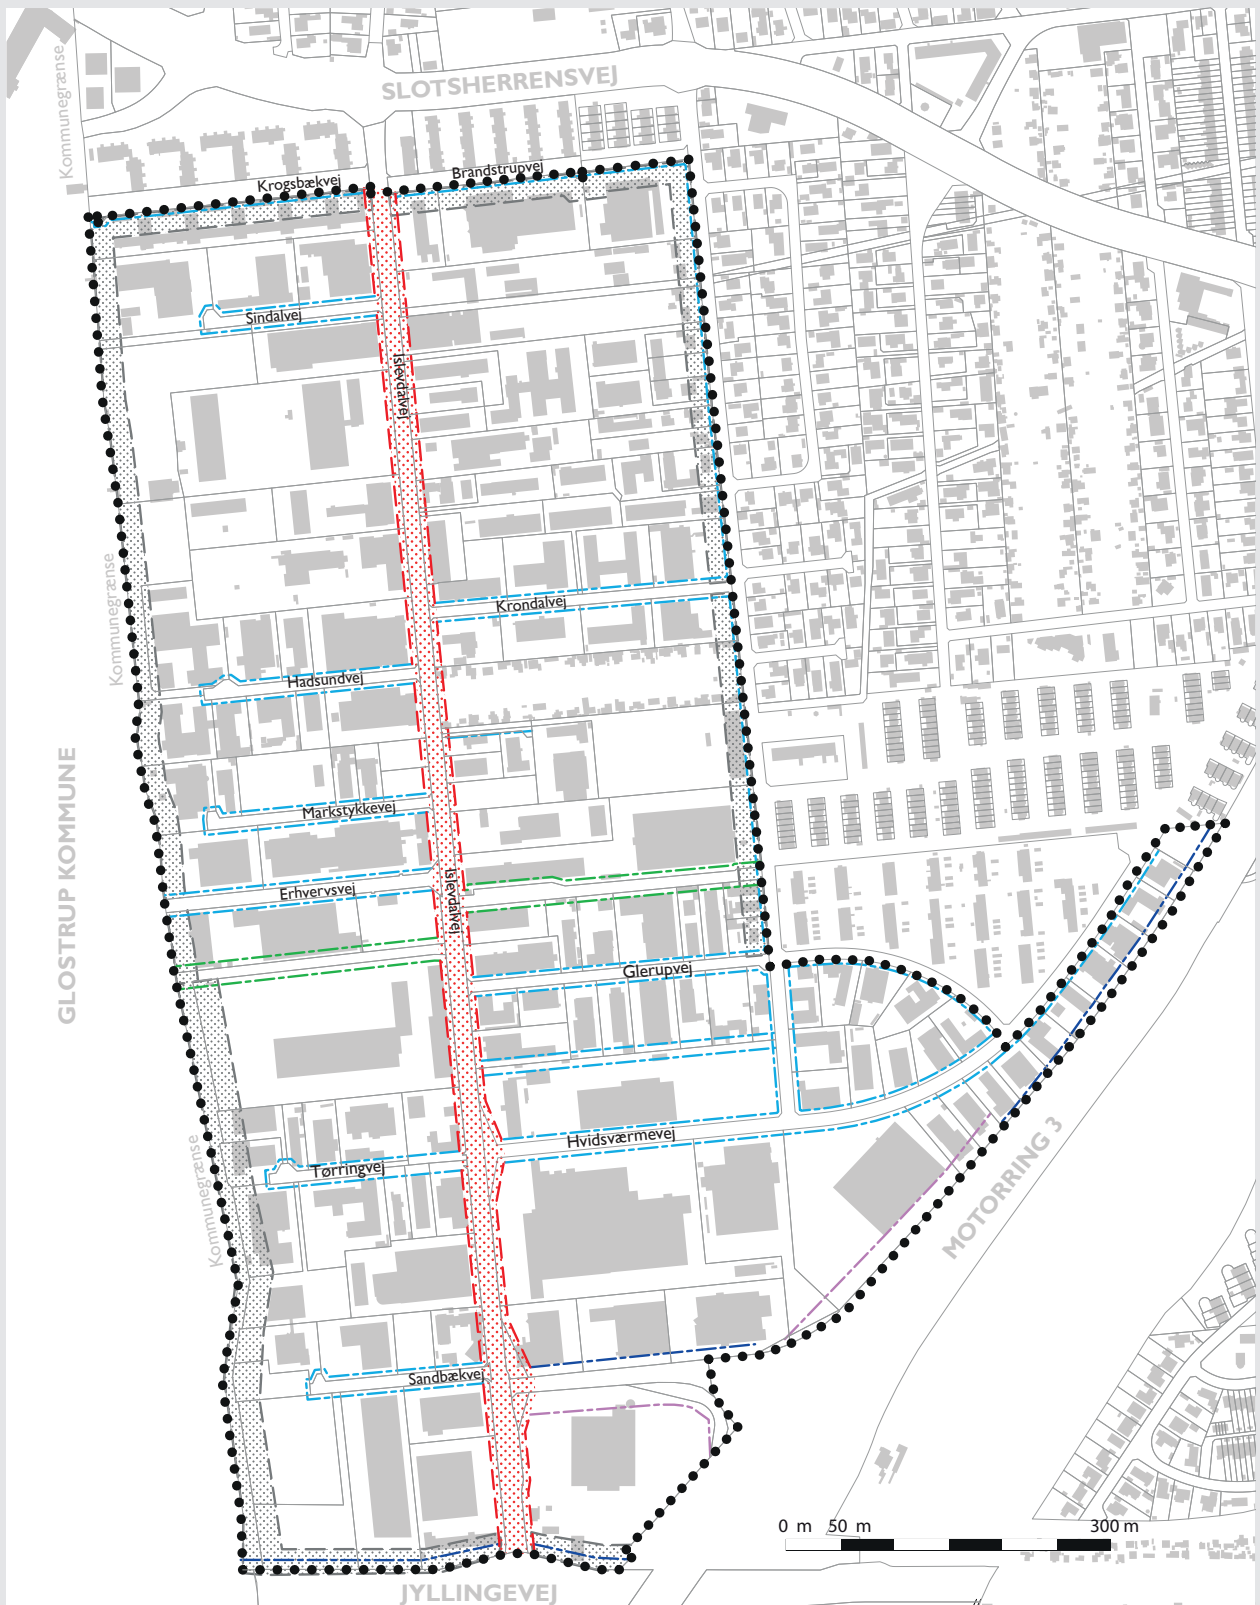 SLOTSHERRENSVEJ
Kommunegrænse
Brandstrupvej
Krogsbækvej
Sindalvej
Islevdalvej
Krondalvej
Kommunegrænse
Hadsundvej
GLOSTRUP KOMMUNE
Markstykkevej
Erhvervsvej
Islevdalvej
Glerupvej
Hvidsværmevej
Tørringvej
Kommunegrænse
MOTORRING 3
Sandbækvej
0 m 50 m 300 m
JYLLINGEVEJ